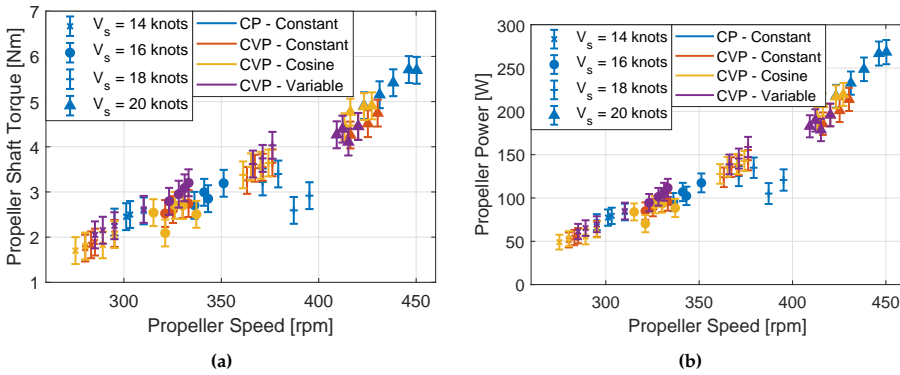 7
6
5
4
3
2
1
300
350
400
450
Propeller Shaft Torque [Nm]
Propeller Speed [rpm]
V_s = 14 knots
V_s = 16 knots
V_s = 18 knots
V_s = 20 knots
CP - Constant
CVP - Constant
CVP - Cosine
CVP - Variable
(a)
300
250
200
150
100
50
0
300
350
400
450
Propeller Power [W]
Propeller Speed [rpm]
V_s = 14 knots
V_s = 16 knots
V_s = 18 knots
V_s = 20 knots
CP - Constant
CVP - Constant
CVP - Cosine
CVP - Variable
(b)